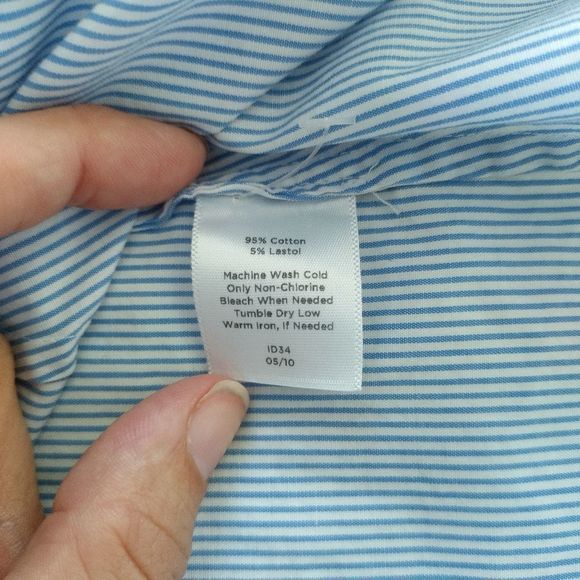 95% Cotton
5% Lastol
Machine Wash Cold
Only Non-Chlorine
Bleach When Needed
Tumble Dry Low
Warm Iron, If Needed
ID34
05/10